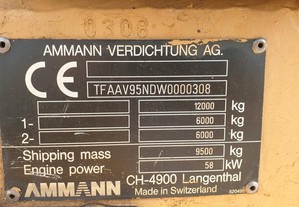 0308
AMMANN VERDICHTUNG AG.
CE
TFAAV95NDW0000308
12000 kg
1- 6000 kg
2- 6000 kg
Shipping mass 9500 kg
Engine power 58 kW
AMMANN CH-4900 Langenthal
Made in Switzerland